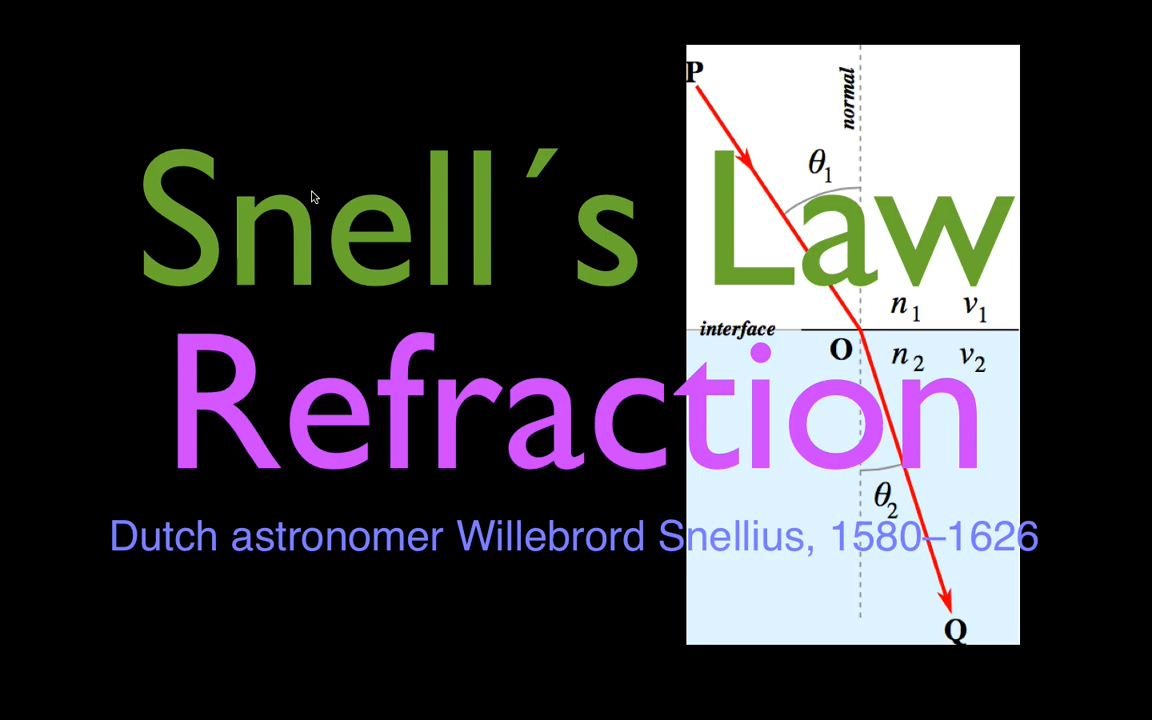 P
normal
θ1
Snell´s Law
n1 v1
interface
O
n2 v2
Refraction
θ2
Dutch astronomer Willebrord Snellius, 1580–1626
Q